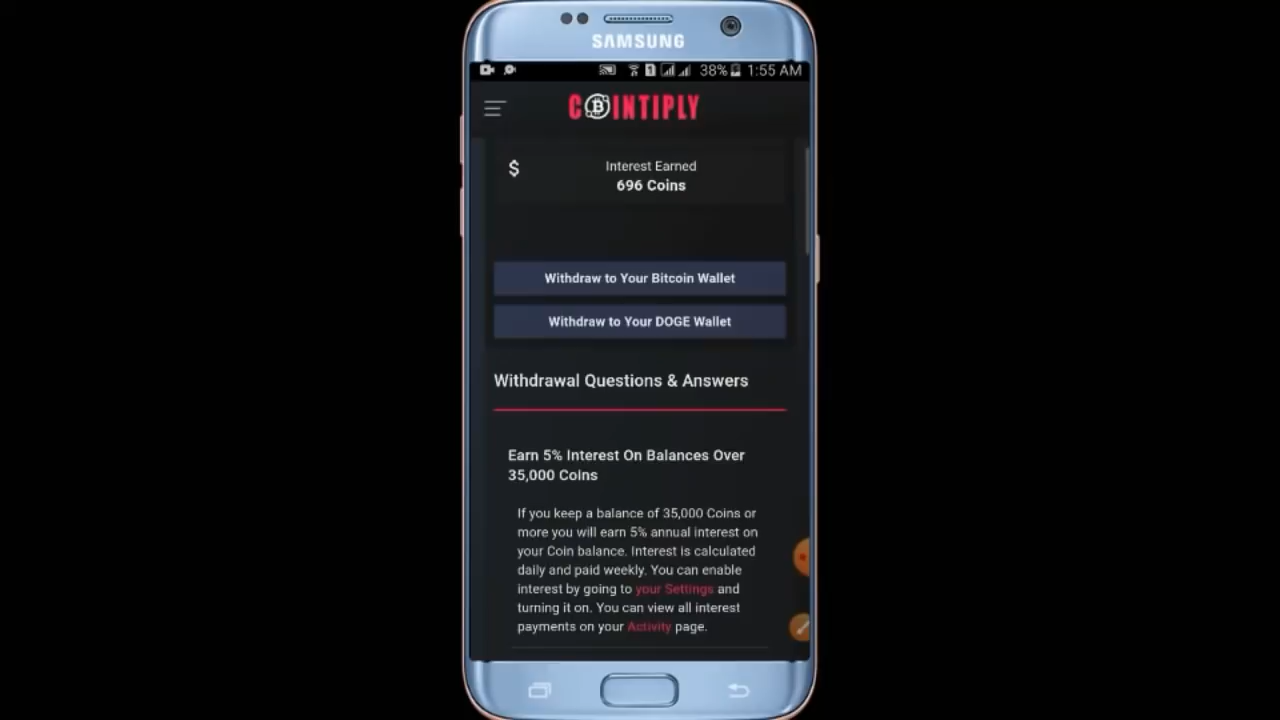 SAMSUNG
38% 1:55 AM
COINTIPLY
$
Interest Earned
696 Coins
Withdraw to Your Bitcoin Wallet
Withdraw to Your DOGE Wallet
Withdrawal Questions & Answers
Earn 5% Interest On Balances Over
35,000 Coins
If you keep a balance of 35,000 Coins or
more you will earn 5% annual interest on
your Coin balance. Interest is calculated
daily and paid weekly. You can enable
interest by going to your Settings and
turning it on. You can view all interest
payments on your Activity page.